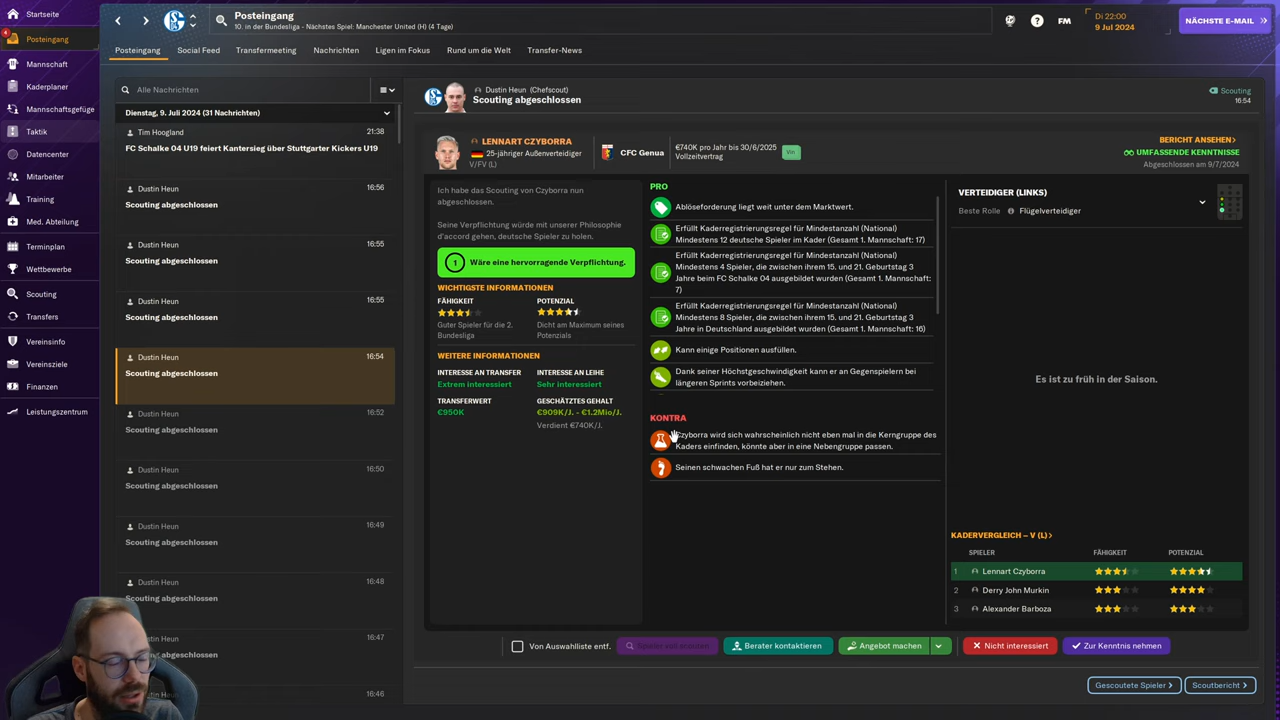 Startseite
4
Posteingang
Mannschaft
Kaderplaner
Mannschaftsgefüge
Taktik
Datencenter
Mitarbeiter
Training
Med. Abteilung
Terminplan
Wettbewerbe
Scouting
Transfers
Vereinsinfo
Vereinsziele
Finanzen
Leistungszentrum
Posteingang
10. in der Bundesliga - Nächstes Spiel: Manchester United (H) (4 Tage)
FM
Di 22:00
9 Jul 2024
NÄCHSTE E-MAIL
Posteingang
Social Feed
Transfermeeting
Nachrichten
Ligen im Fokus
Rund um die Welt
Transfer-News
Alle Nachrichten
Dienstag, 9. Juli 2024 (31 Nachrichten)
Tim Hoogland 21:38
FC Schalke 04 U19 feiert Kantersieg über Stuttgarter Kickers U19
Dustin Heun 16:56
Scouting abgeschlossen
Dustin Heun 16:55
Scouting abgeschlossen
Dustin Heun 16:55
Scouting abgeschlossen
Dustin Heun 16:54
Scouting abgeschlossen
Dustin Heun 16:52
Scouting abgeschlossen
Dustin Heun 16:50
Scouting abgeschlossen
Dustin Heun 16:49
Scouting abgeschlossen
Dustin Heun 16:48
Scouting abgeschlossen
Heun 16:47
abgeschlossen
16:46
Dustin Heun (Chefscout)
Scouting abgeschlossen
Scouting
16:54
LENNART CZYBORRA
25-jähriger Außenverteidiger
V/FV (L)
CFC Genua
€740K pro Jahr bis 30/6/2025
Vollzeitvertrag
Vin
BERICHT ANSEHEN
UMFASSENDE KENNTNISSE
Abgeschlossen am 9/7/2024
Ich habe das Scouting von Czyborra nun
abgeschlossen.
Seine Verpflichtung würde mit unserer Philosophie
d'accord gehen, deutsche Spieler zu holen.
1 Wäre eine hervorragende Verpflichtung.
WICHTIGSTE INFORMATIONEN
FÄHIGKEIT POTENZIAL
Guter Spieler für die 2.
Bundesliga
Dicht am Maximum seines
Potenzials
WEITERE INFORMATIONEN
INTERESSE AN TRANSFER INTERESSE AN LEIHE
Extrem interessiert Sehr interessiert
TRANSFERWERT GESCHÄTZTES GEHALT
€950K €909K/J. - €1.2Mio/J.
Verdient €740K/J.
PRO
Ablöseforderung liegt weit unter dem Marktwert.
Erfüllt Kaderregistrierungsregel für Mindestanzahl (National)
Mindestens 12 deutsche Spieler im Kader (Gesamt 1. Mannschaft: 17)
Erfüllt Kaderregistrierungsregel für Mindestanzahl (National)
Mindestens 4 Spieler, die zwischen ihrem 15. und 21. Geburtstag 3
Jahre beim FC Schalke 04 ausgebildet wurden (Gesamt 1. Mannschaft:
7)
Erfüllt Kaderregistrierungsregel für Mindestanzahl (National)
Mindestens 8 Spieler, die zwischen ihrem 15. und 21. Geburtstag 3
Jahre in Deutschland ausgebildet wurden (Gesamt 1. Mannschaft: 16)
Kann einige Positionen ausfüllen.
Dank seiner Höchstgeschwindigkeit kann er an Gegenspielern bei
längeren Sprints vorbeiziehen.
KONTRA
Czyborra wird sich wahrscheinlich nicht eben mal in die Kerngruppe des
Kaders einfinden, könnte aber in eine Nebengruppe passen.
Seinen schwachen Fuß hat er nur zum Stehen.
VERTEIDIGER (LINKS)
Beste Rolle Flügelverteidiger
Es ist zu früh in der Saison.
KADERVERGLEICH – V (L)
SPIELER FÄHIGKEIT POTENZIAL
1 Lennart Czyborra
2 Derry John Murkin
3 Alexander Barboza
Von Auswahlliste entf.
Berater kontaktieren
Angebot machen
Nicht interessiert
Zur Kenntnis nehmen
Gescoutete Spieler
Scoutbericht